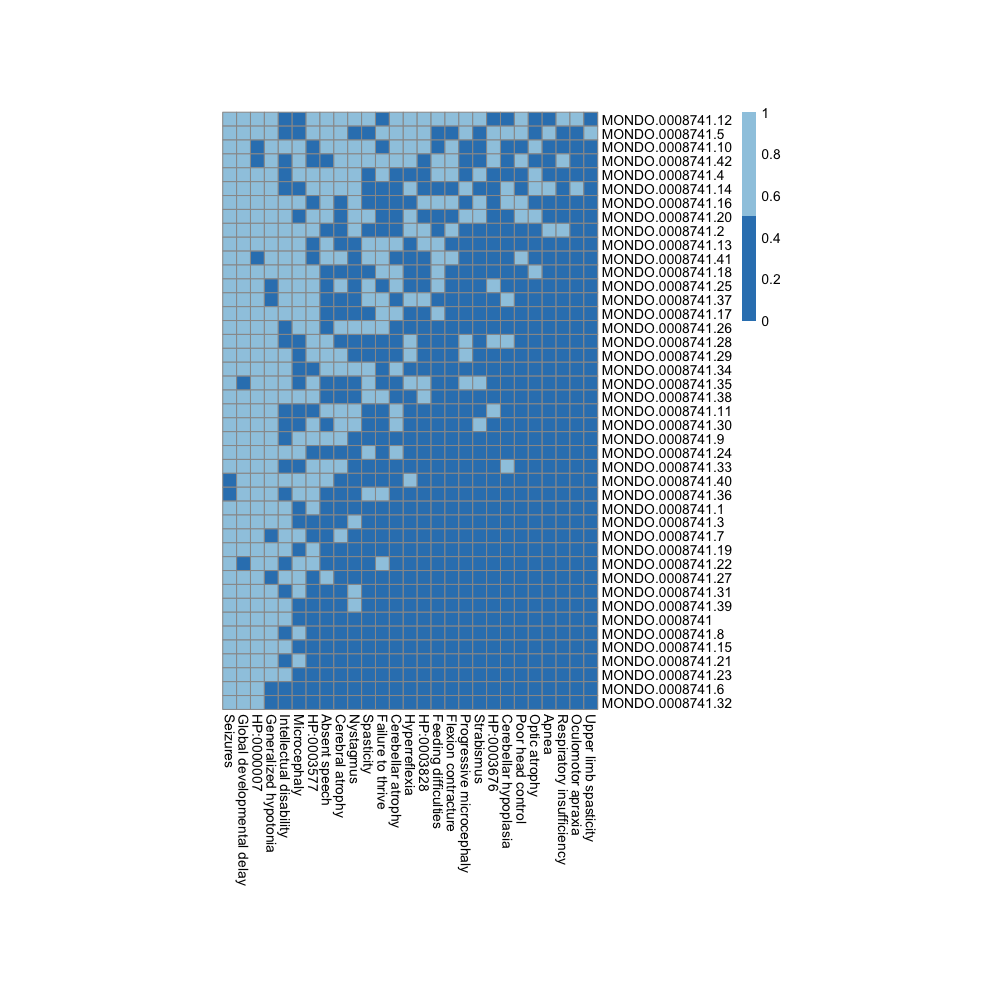 MONDO.0008741.12
MONDO.0008741.5
MONDO.0008741.10
MONDO.0008741.42
MONDO.0008741.4
MONDO.0008741.14
MONDO.0008741.16
MONDO.0008741.20
MONDO.0008741.2
MONDO.0008741.13
MONDO.0008741.41
MONDO.0008741.18
MONDO.0008741.25
MONDO.0008741.37
MONDO.0008741.17
MONDO.0008741.26
MONDO.0008741.28
MONDO.0008741.29
MONDO.0008741.34
MONDO.0008741.35
MONDO.0008741.38
MONDO.0008741.11
MONDO.0008741.30
MONDO.0008741.9
MONDO.0008741.24
MONDO.0008741.33
MONDO.0008741.40
MONDO.0008741.36
MONDO.0008741.1
MONDO.0008741.3
MONDO.0008741.7
MONDO.0008741.19
MONDO.0008741.22
MONDO.0008741.27
MONDO.0008741.31
MONDO.0008741.39
MONDO.0008741
MONDO.0008741.8
MONDO.0008741.15
MONDO.0008741.21
MONDO.0008741.23
MONDO.0008741.6
MONDO.0008741.32
1
0.8
0.6
0.4
0.2
0
Seizures
Global developmental delay
HP:0000007
Generalized hypotonia
Intellectual disability
Microcephaly
HP:0003577
Absent speech
Cerebral atrophy
Nystagmus
Spasticity
Failure to thrive
Cerebellar atrophy
Hyperreflexia
HP:0003828
Feeding difficulties
Flexion contracture
Progressive microcephaly
Strabismus
HP:0003676
Cerebellar hypoplasia
Poor head control
Optic atrophy
Apnea
Respiratory insufficiency
Oculomotor apraxia
Upper limb spasticity